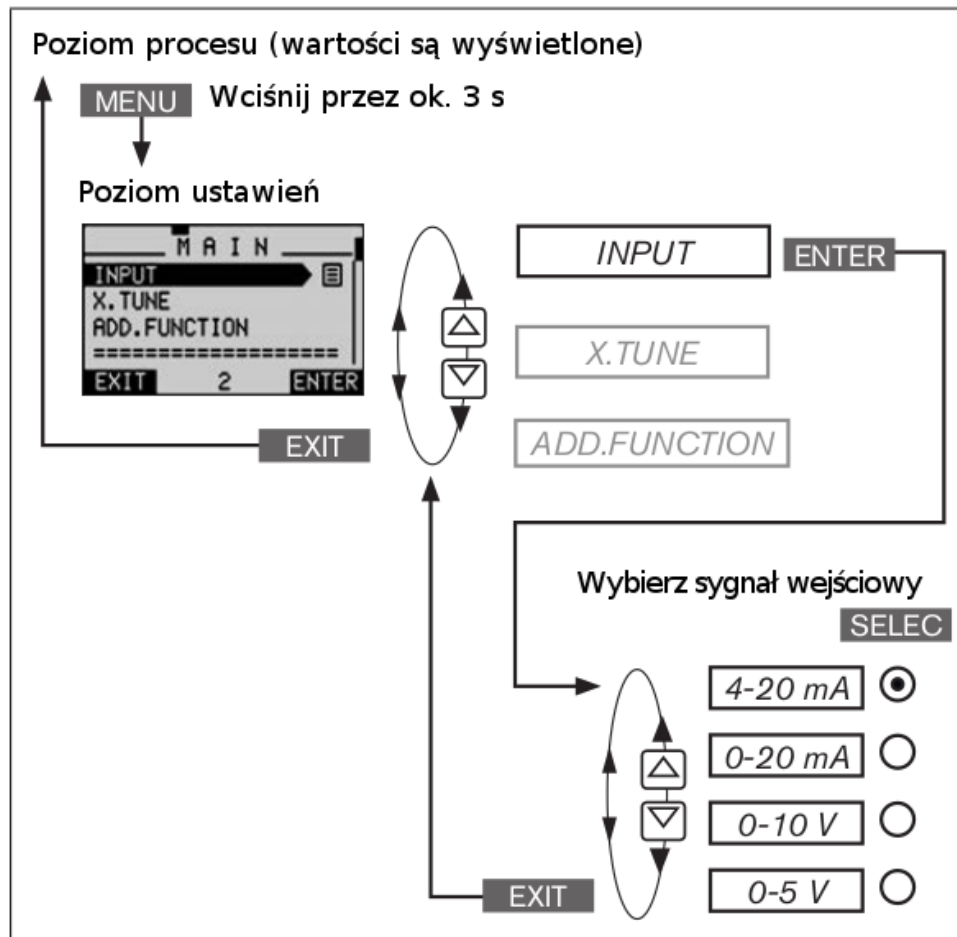 Poziom procesu (wartości są wyświetlone)
MENU Wciśnij przez ok. 3 s
Poziom ustawień
MAIN
INPUT
X.TUNE
ADD.FUNCTION
====================
EXIT 2 ENTER
INPUT ENTER
X.TUNE
ADD.FUNCTION
EXIT
Wybierz sygnał wejściowy
SELEC
4-20 mA
0-20 mA
0-10 V
0-5 V
EXIT